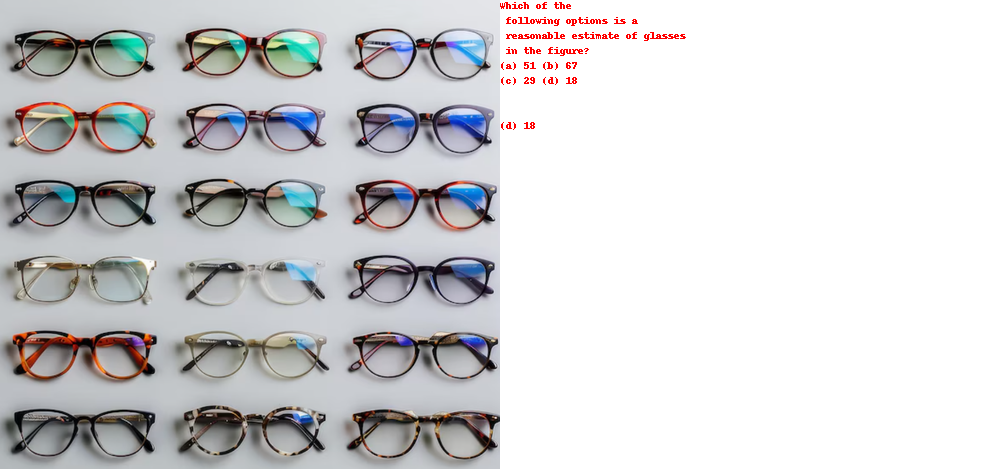 Which of the
following options is a
reasonable estimate of glasses
in the figure?
(a) 51 (b) 67
(c) 29 (d) 18
(d) 18